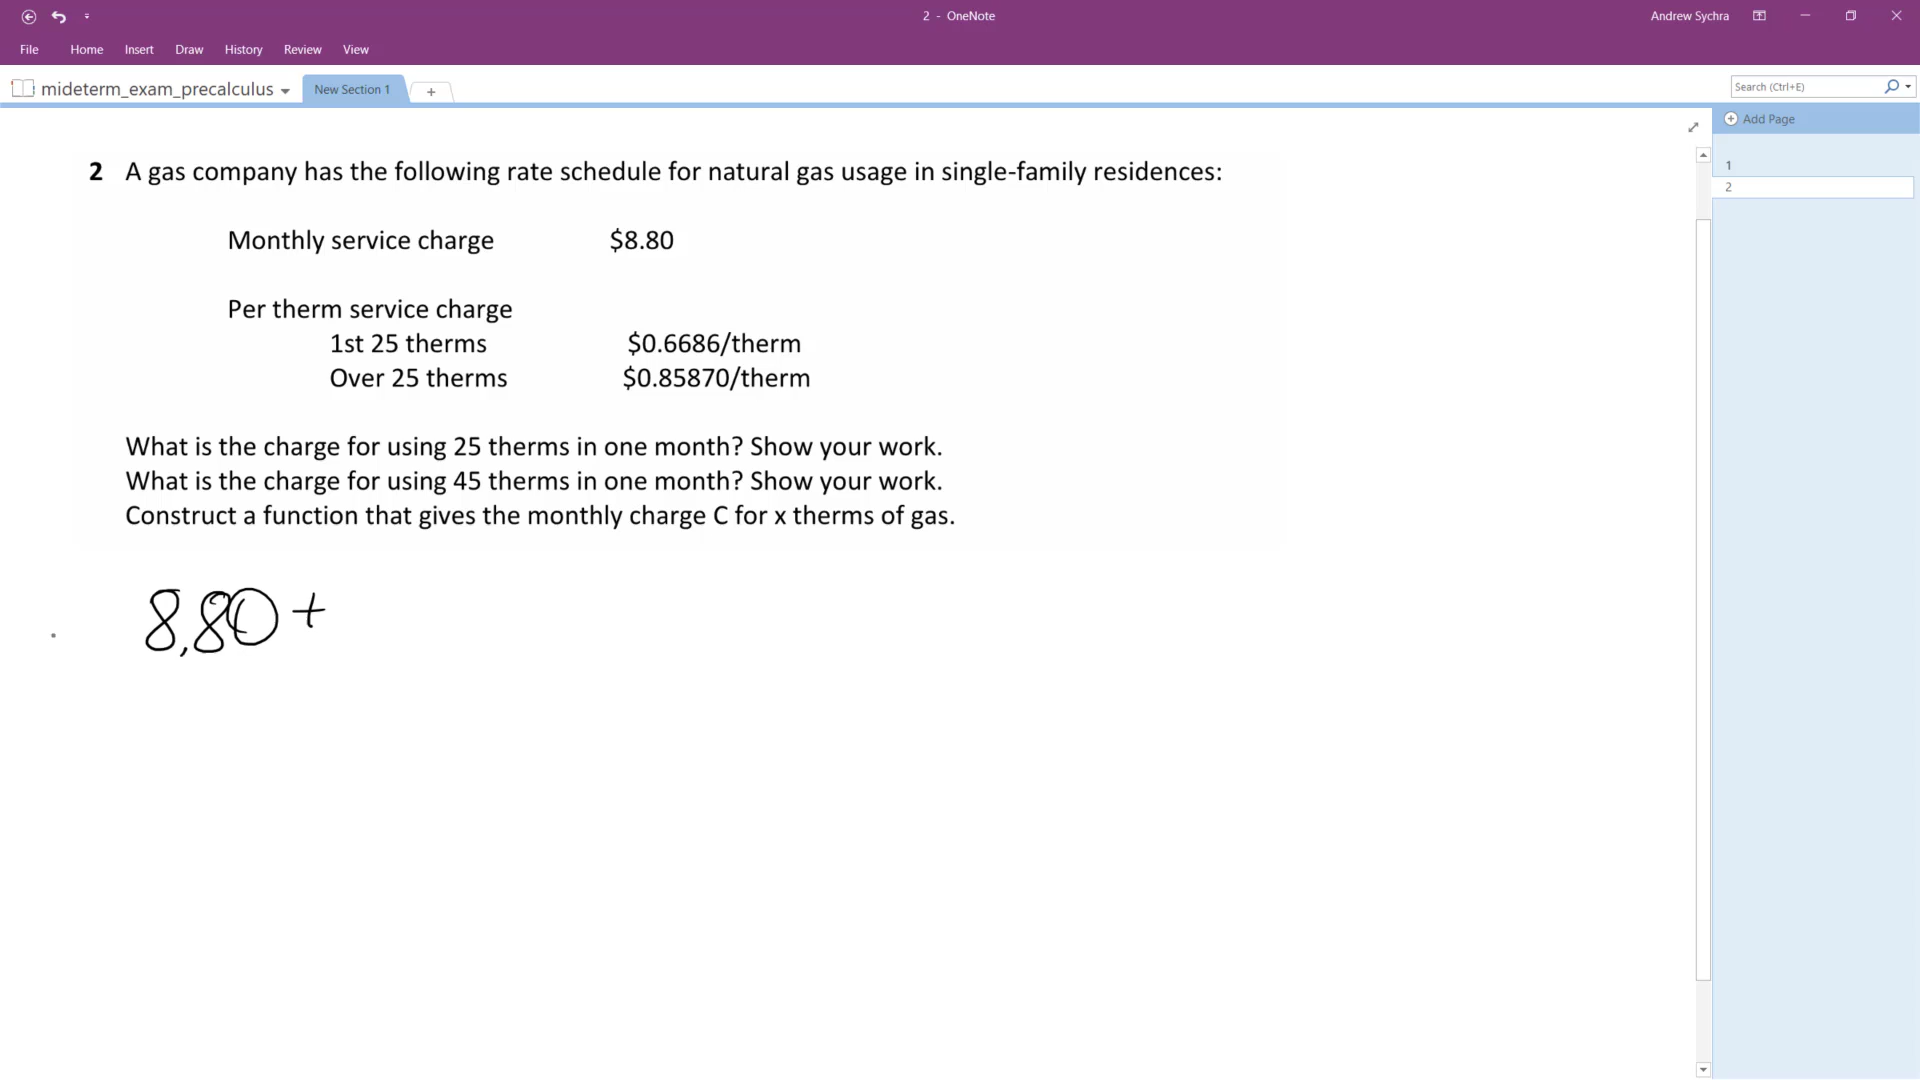 2 - OneNote
Andrew Sychra
File Home Insert Draw History Review View
mideterm_exam_precalculus
New Section 1
+
Search (Ctrl+E)
Add Page
1
2
2 A gas company has the following rate schedule for natural gas usage in single-family residences:
Monthly service charge $8.80
Per therm service charge
1st 25 therms $0.6686/therm
Over 25 therms $0.85870/therm
What is the charge for using 25 therms in one month? Show your work.
What is the charge for using 45 therms in one month? Show your work.
Construct a function that gives the monthly charge C for x therms of gas.
8,80 +